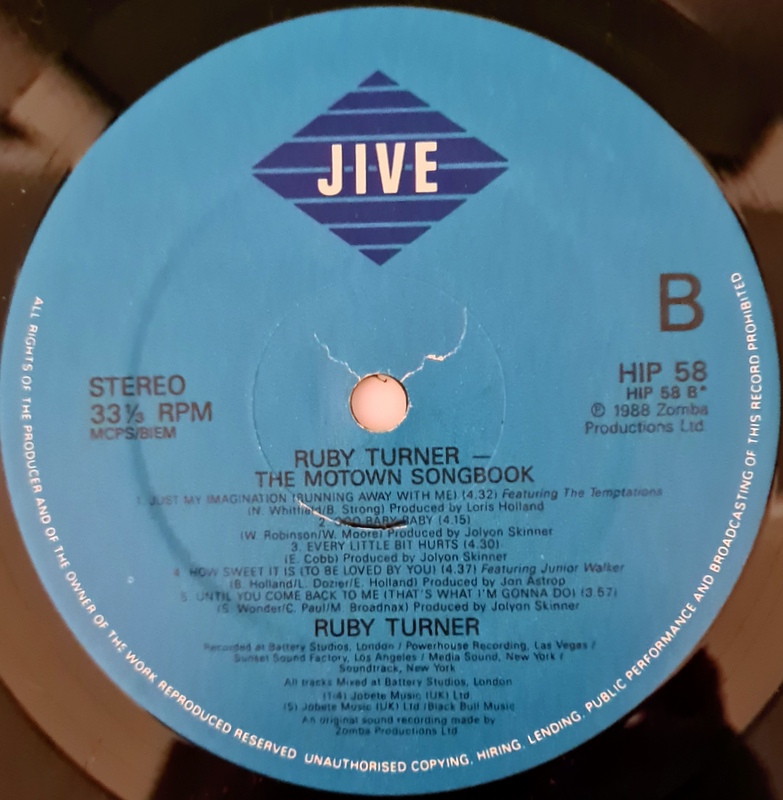 JIVE
B
STEREO
33⅓ RPM
MCPS/BIEM
HIP 58
HIP 58 B*
℗ 1988 Zomba
Productions Ltd
RUBY TURNER —
THE MOTOWN SONGBOOK
1. JUST MY IMAGINATION (RUNNING AWAY WITH ME) (4.32) Featuring The Temptations
(N. Whitfield/B. Strong) Produced by Loris Holland
2. OOO BABY BABY (4.15)
(W. Robinson/W. Moore) Produced by Jolyon Skinner
3. EVERY LITTLE BIT HURTS (4.30)
(E. Cobb) Produced by Jolyon Skinner
4. HOW SWEET IT IS (TO BE LOVED BY YOU) (4.37) Featuring Junior Walker
(B. Holland/L. Dozier/E. Holland) Produced by Jon Astrop
5. UNTIL YOU COME BACK TO ME (THAT'S WHAT I'M GONNA DO) (3.57)
(S. Wonder/C. Paul/M. Broadnax) Produced by Jolyon Skinner
RUBY TURNER
Recorded at Battery Studios, London / Powerhouse Recording, Las Vegas /
Sunset Sound Factory, Los Angeles / Media Sound, New York /
Soundtrack, New York
All tracks Mixed at Battery Studios, London
(1-4) Jobete Music (UK) Ltd
(5) Jobete Music (UK) Ltd /Black Bull Music
An original sound recording made by
Zomba Productions Ltd
ALL RIGHTS OF THE PRODUCER AND OF THE OWNER OF THE WORK REPRODUCED RESERVED UNAUTHORISED COPYING, HIRING, LENDING, PUBLIC PERFORMANCE AND BROADCASTING OF THIS RECORD PROHIBITED